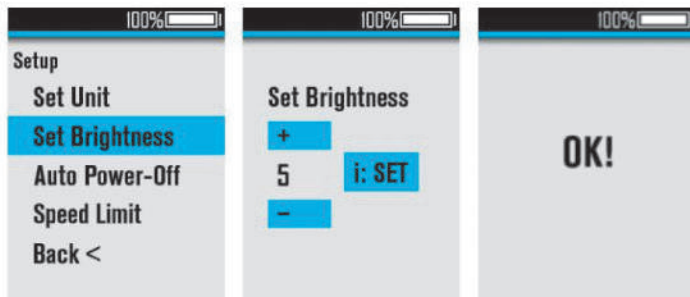 100%
Setup
Set Unit
Set Brightness
Auto Power-Off
Speed Limit
Back <
100%
Set Brightness
+
5
i: SET
−
100%
OK!